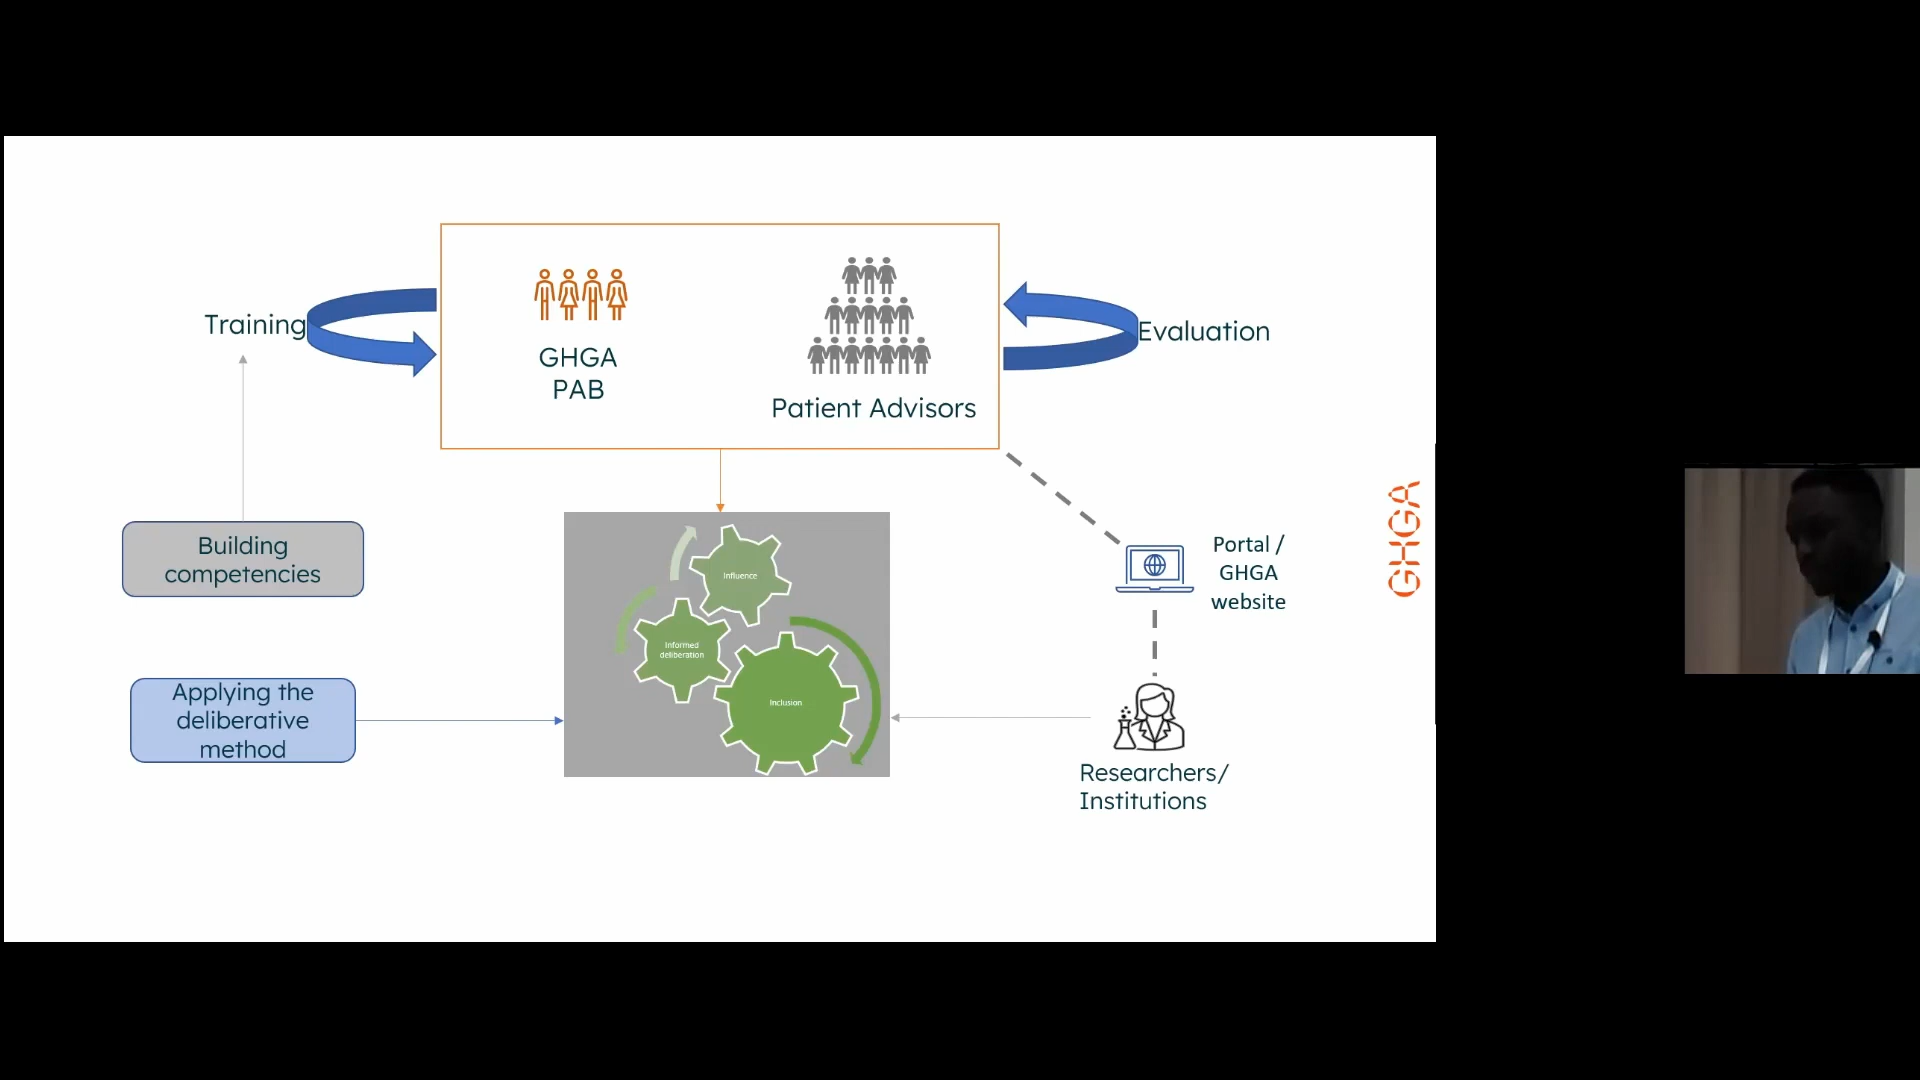 Training
GHGA
PAB
Patient Advisors
Evaluation
Building
competencies
Influence
Informed
deliberation
Inclusion
Portal /
GHGA
website
GHGA
Applying the
deliberative
method
Researchers/
Institutions